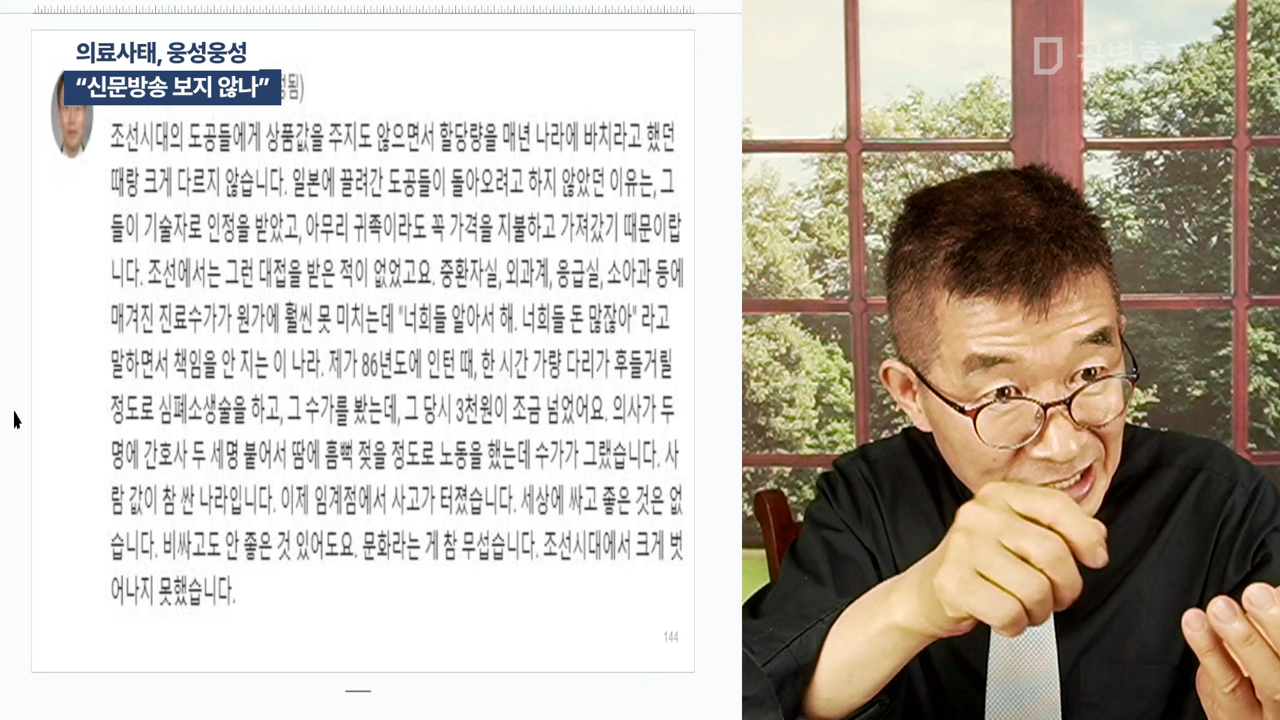 의료사태, 웅성웅성
“신문방송 보지 않나”
됨)
조선시대의 도공들에게 상품값을 주지도 않으면서 할당량을 매년 나라에 바치라고 했던
때랑 크게 다르지 않습니다. 일본에 끌려간 도공들이 돌아오려고 하지 않았던 이유는, 그
들이 기술자로 인정을 받았고, 아무리 귀족이라도 꼭 가격을 지불하고 가져갔기 때문이랍
니다. 조선에서는 그런 대접을 받은 적이 없었고요. 중환자실, 외과계, 응급실, 소아과 등에
매겨진 진료수가가 원가에 훨씬 못 미치는데 "너희들 알아서 해. 너희들 돈 많잖아" 라고
말하면서 책임을 안 지는 이 나라. 제가 86년도에 인턴 때, 한 시간 가량 다리가 후들거릴
정도로 심폐소생술을 하고, 그 수가를 봤는데, 그 당시 3천원이 조금 넘었어요. 의사가 두
명에 간호사 두 세명 붙어서 땀에 흠뻑 젖을 정도로 노동을 했는데 수가가 그랬습니다. 사
람 값이 참 싼 나라입니다. 이제 임계점에서 사고가 터졌습니다. 세상에 싸고 좋은 것은 없
습니다. 비싸고도 안 좋은 것 있어도요. 문화라는 게 참 무섭습니다. 조선시대에서 크게 벗
어나지 못했습니다.
144
공병호TV